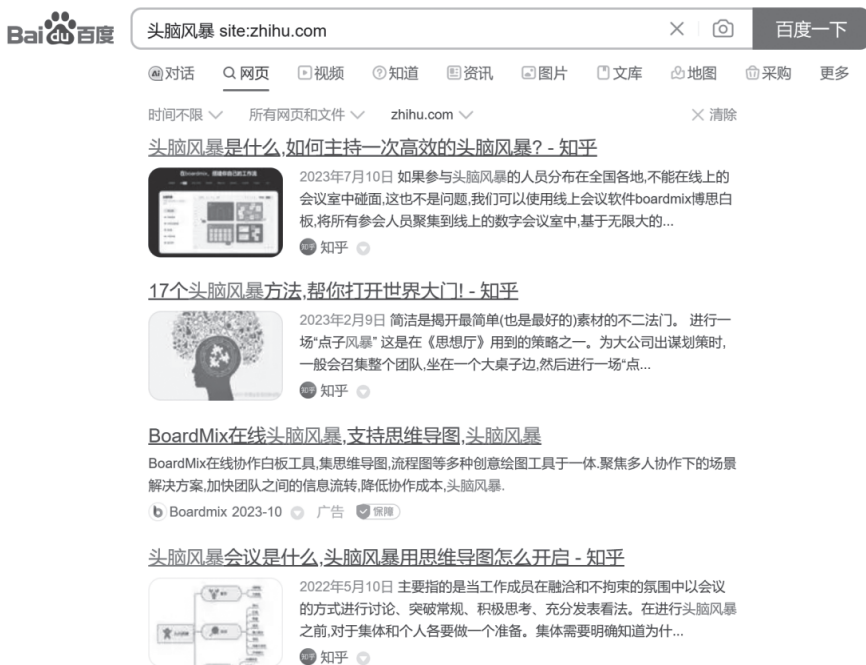 Bai du 百度
头脑风暴 site:zhihu.com
百度一下
对话 网页 视频 知道 资讯 图片 文库 地图 采购 更多
时间不限 所有网页和文件 zhihu.com 清除
头脑风暴是什么,如何主持一次高效的头脑风暴? - 知乎
2023年7月10日 如果参与头脑风暴的人员分布在全国各地,不能在线上的
会议室中碰面,这也不是问题,我们可以使用线上会议软件boardmix博思白
板,将所有参会人员聚集到线上的数字会议室中,基于无限大的...
知乎 知乎
17个头脑风暴方法,帮你打开世界大门! - 知乎
2023年2月9日 简洁是揭开最简单(也是最好的)素材的不二法门。 进行一
场“点子风暴” 这是在《思想厅》用到的策略之一。为大公司出谋划策时,
一般会召集整个团队,坐在一个大桌子边,然后进行一场“点...
知乎 知乎
BoardMix在线头脑风暴,支持思维导图,头脑风暴
BoardMix在线协作白板工具,集思维导图,流程图等多种创意绘图工具于一体.聚焦多人协作下的场景
解决方案,加快团队之间的信息流转,降低协作成本,头脑风暴.
b Boardmix 2023-10 广告 保障
头脑风暴会议是什么,头脑风暴用思维导图怎么开启 - 知乎
2022年5月10日 主要指的是当工作成员在融洽和不拘束的氛围中以会议
的方式进行讨论、突破常规、积极思考、充分发表看法。在进行头脑风暴
之前,对于集体和个人各要做一个准备。集体需要明确知道为什...
知乎 知乎